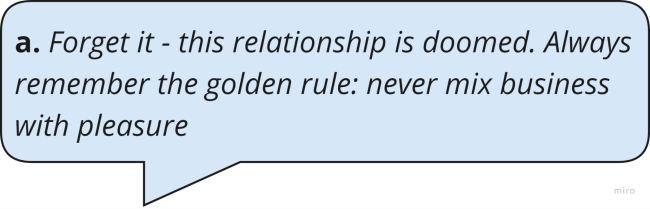 a. Forget it - this relationship is doomed. Always
remember the golden rule: never mix business
with pleasure
miro